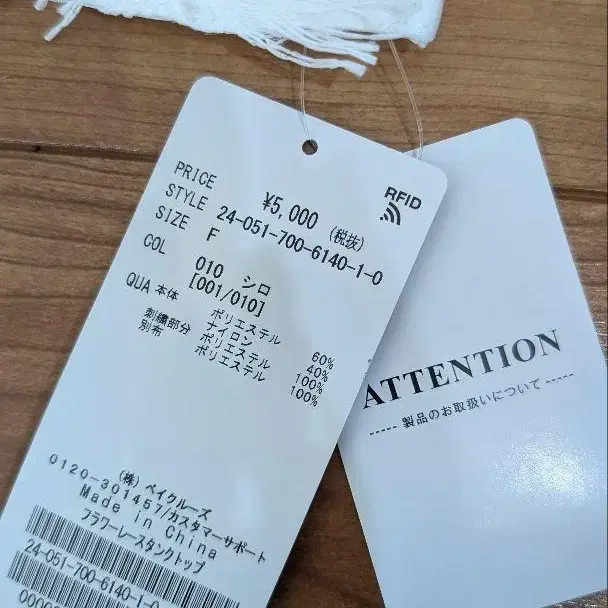 PRICE ¥5,000 (税抜)
STYLE 24-051-700-6140-1-0
SIZE F
COL 010 シロ
[001/010]
QUA 本体 ポリエステル 60%
ナイロン 40%
刺繍部分 ポリエステル 100%
別布 ポリエステル 100%
(株)ベイクルーズ
0120-301457/カスタマーサポート
Made in China
フラワーレースタンクトップ
24-051-700-6140-1-0
RFID
ATTENTION
----- 製品のお取扱いについて -----